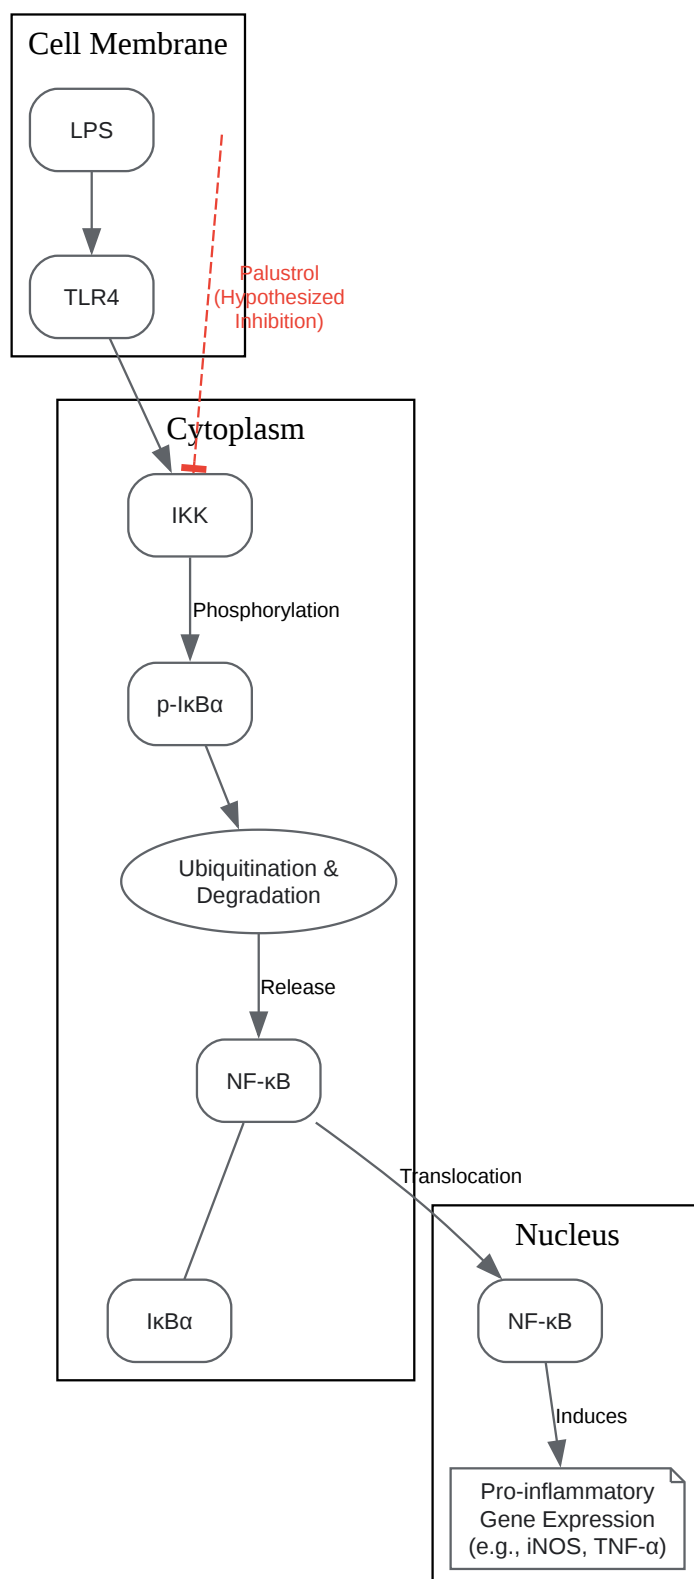 Cell Membrane
LPS
TLR4
Palustrol
(Hypothesized
Inhibition)
Cytoplasm
IKK
Phosphorylation
p-IκBα
Ubiquitination &
Degradation
Release
NF-κB
Translocation
IκBα
Nucleus
NF-κB
Induces
Pro-inflammatory
Gene Expression
(e.g., iNOS, TNF-α)